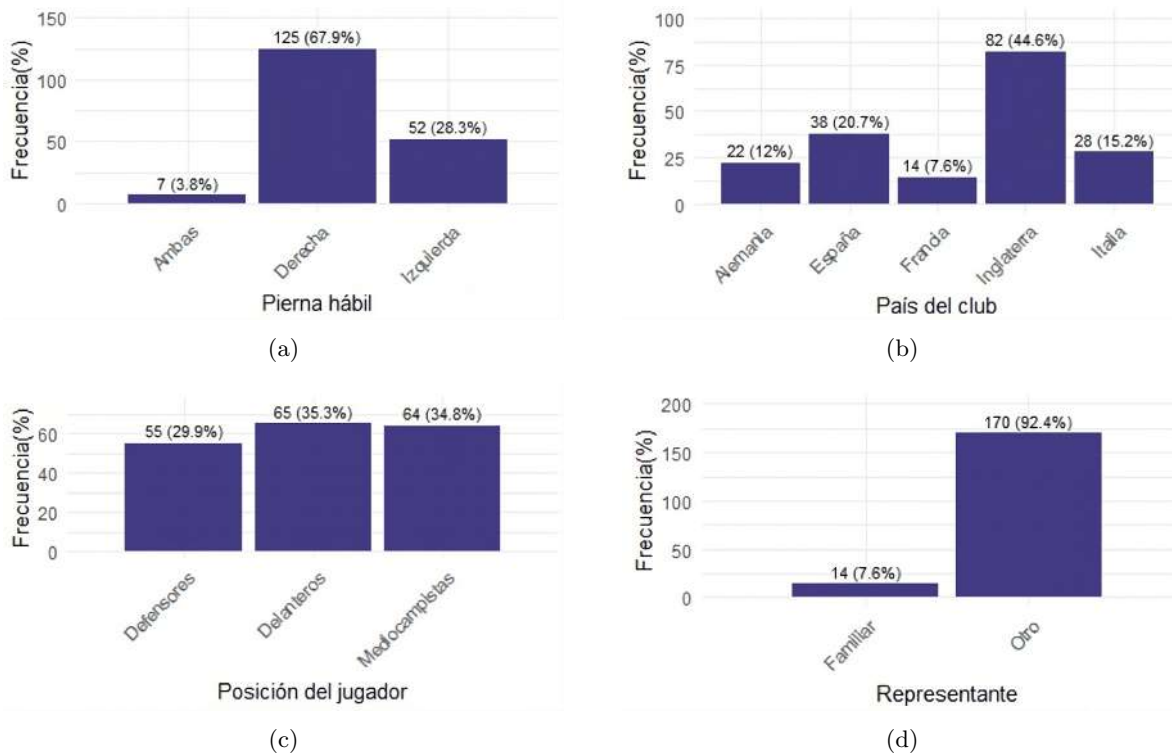 Frecuencia(%)
150
100
50
0
7 (3.8%)
125 (67.9%)
52 (28.3%)
Ambas
Derecha
Izquierda
Pierna hábil
(a)
Frecuencia(%)
100
75
50
25
0
22 (12%)
38 (20.7%)
14 (7.6%)
82 (44.6%)
28 (15.2%)
Alemania
España
Francia
Inglaterra
Italia
País del club
(b)
Frecuencia(%)
60
40
20
0
55 (29.9%)
65 (35.3%)
64 (34.8%)
Defensores
Delanteros
Mediocampistas
Posición del jugador
(c)
Frecuencia(%)
200
150
100
50
0
14 (7.6%)
170 (92.4%)
Familiar
Otro
Representante
(d)